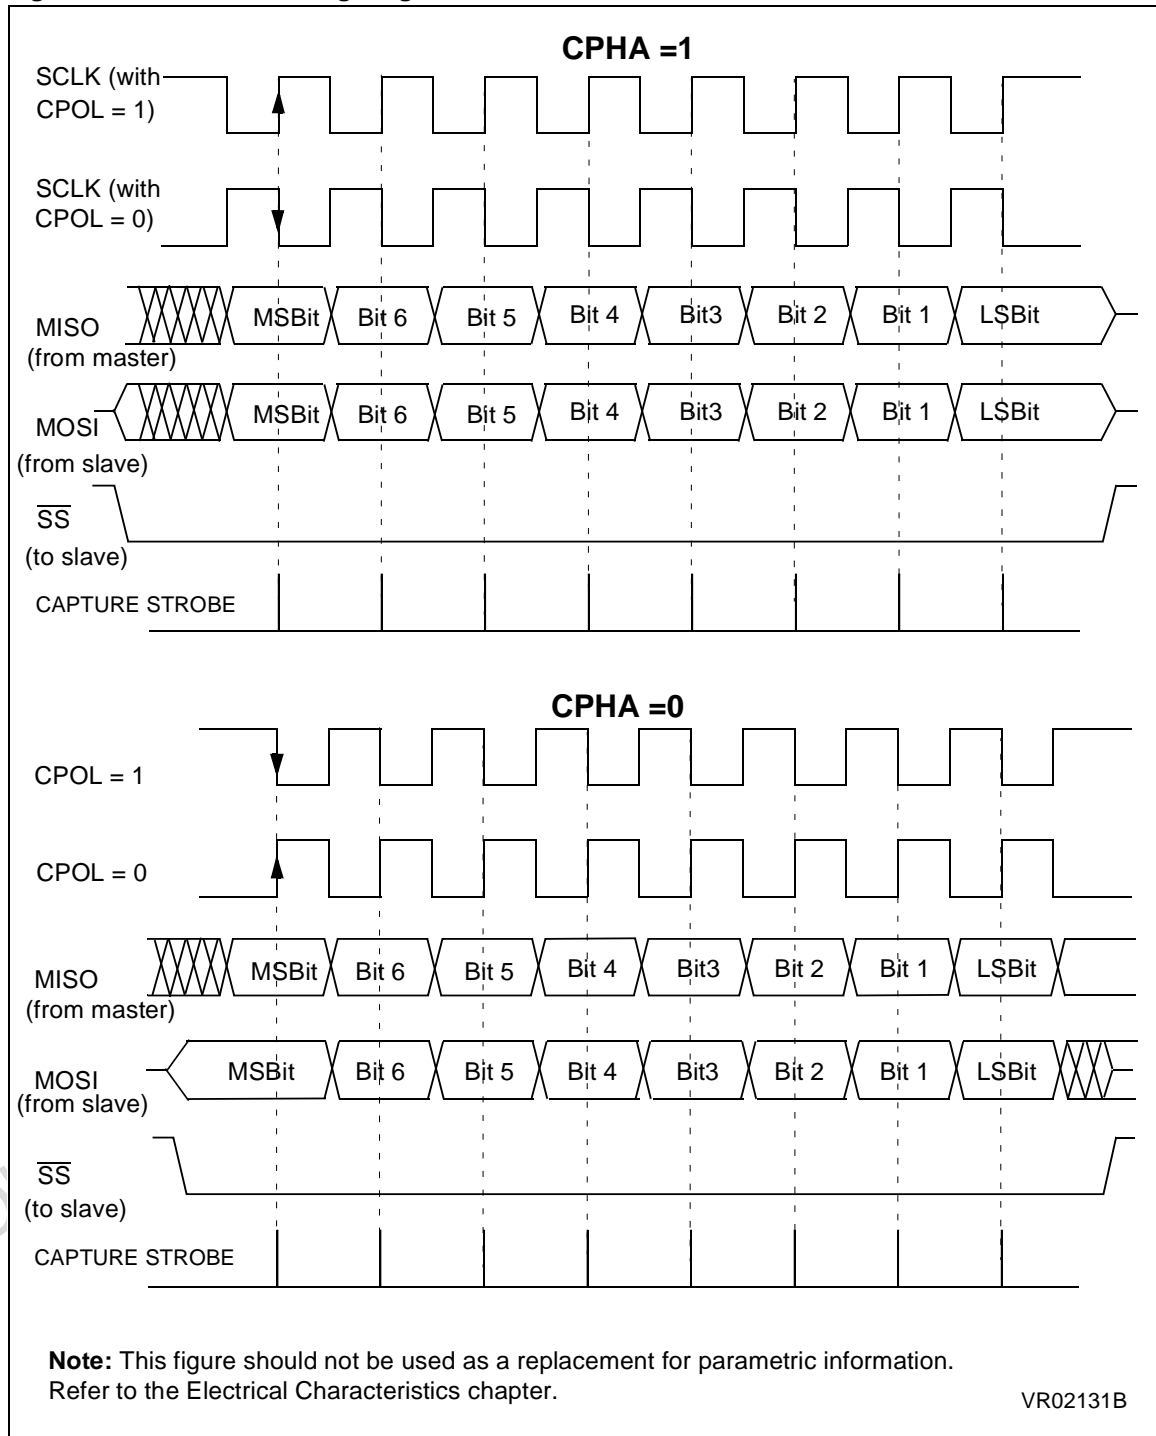 CPHA =1
SCLK (with
CPOL = 1)
SCLK (with
CPOL = 0)
MISO
(from master)
MSBit Bit 6 Bit 5 Bit 4 Bit3 Bit 2 Bit 1 LSBit
MOSI
(from slave)
MSBit Bit 6 Bit 5 Bit 4 Bit3 Bit 2 Bit 1 LSBit
SS
(to slave)
CAPTURE STROBE
CPHA =0
CPOL = 1
CPOL = 0
MISO
(from master)
MSBit Bit 6 Bit 5 Bit 4 Bit3 Bit 2 Bit 1 LSBit
MOSI
(from slave)
MSBit Bit 6 Bit 5 Bit 4 Bit3 Bit 2 Bit 1 LSBit
SS
(to slave)
CAPTURE STROBE
Note: This figure should not be used as a replacement for parametric information.
Refer to the Electrical Characteristics chapter.
VR02131B